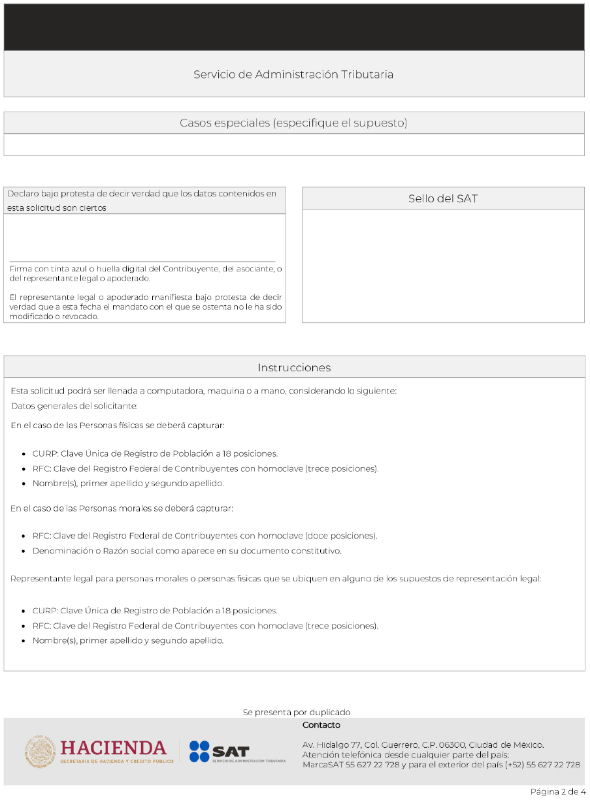 Servicio de Administración Tributaria
Casos especiales (especifique el supuesto)
Declaro bajo protesta de decir verdad que los datos contenidos en
esta solicitud son ciertos
Firma con tinta azul o huella digital del Contribuyente, del asociante, o
del representante legal o apoderado.
El representante legal o apoderado manifiesta bajo protesta de decir
verdad que a esta fecha el mandato con el que se ostenta no le ha sido
modificado o revocado.
Sello del SAT
Instrucciones
Esta solicitud podrá ser llenada a computadora, maquina o a mano, considerando lo siguiente:
Datos generales del solicitante:
En el caso de las Personas físicas se deberá capturar:
• CURP: Clave Única de Registro de Población a 18 posiciones.
• RFC: Clave del Registro Federal de Contribuyentes con homoclave (trece posiciones).
• Nombre(s), primer apellido y segundo apellido.
En el caso de las Personas morales se deberá capturar:
• RFC: Clave del Registro Federal de Contribuyentes con homoclave (doce posiciones).
• Denominación o Razón social como aparece en su documento constitutivo.
Representante legal para personas morales o personas físicas que se ubiquen en alguno de los supuestos de representación legal:
• CURP: Clave Única de Registro de Población a 18 posiciones.
• RFC: Clave del Registro Federal de Contribuyentes con homoclave (trece posiciones).
• Nombre(s), primer apellido y segundo apellido.
Se presenta por duplicado
HACIENDA
SECRETARÍA DE HACIENDA Y CRÉDITO PÚBLICO
SAT
SERVICIO DE ADMINISTRACIÓN TRIBUTARIA
Contacto
Av. Hidalgo 77, Col. Guerrero, C.P. 06300, Ciudad de México.
Atención telefónica desde cualquier parte del país:
MarcaSAT 55 627 22 728 y para el exterior del país (+52) 55 627 22 728
Página 2 de 4